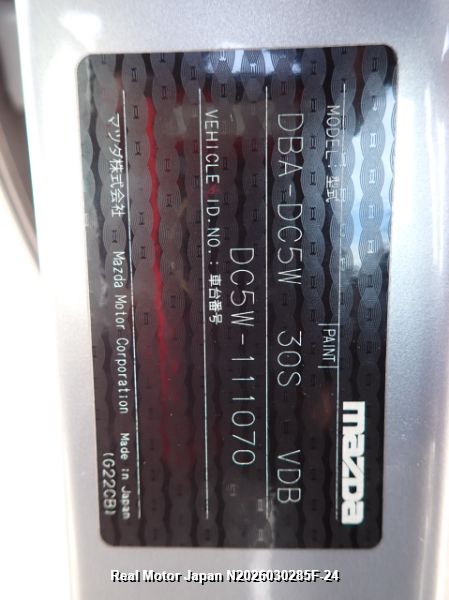 mazda
MODEL : 型式 PAINT
DBA-DC5W 30S VDB
VEHICLE ID.NO.: 車台番号
DC5W-111070
マツダ株式会社 Mazda Motor Corporation Made in Japan
(G22CB)
Real Motor Japan N2026030285F-24